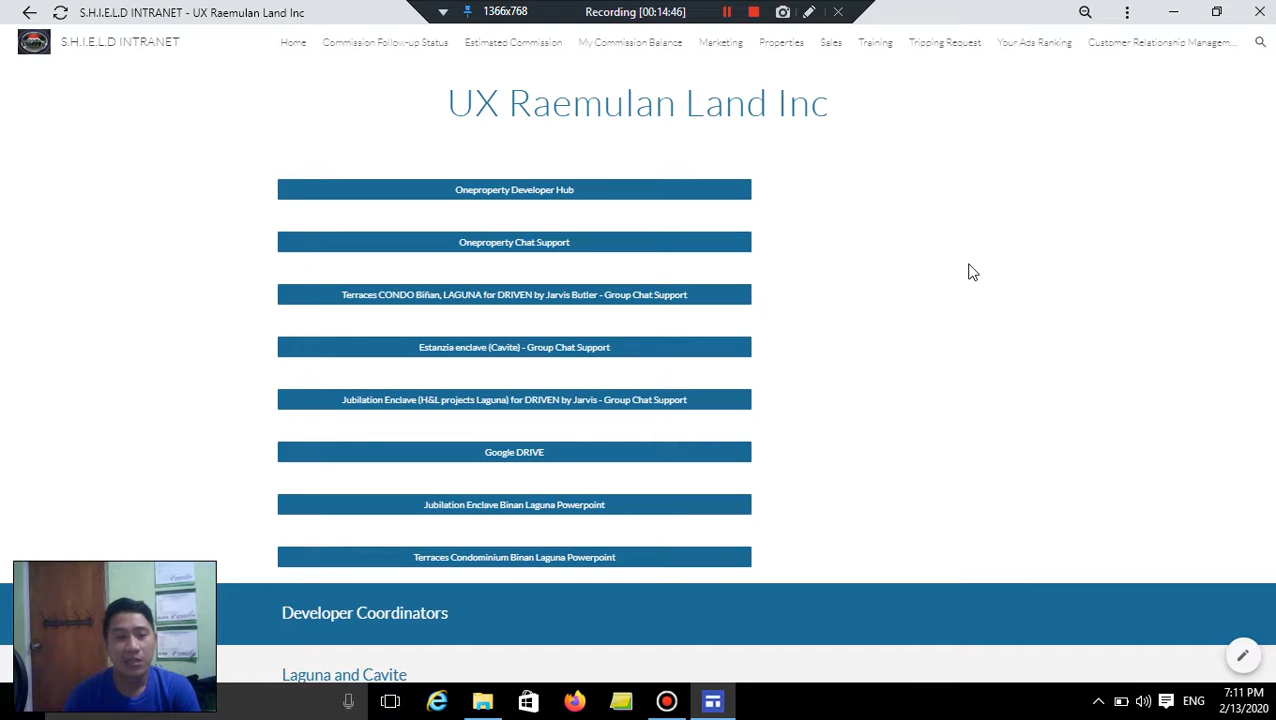 S.H.I.E.L.D INTRANET - UX Raemulan Land Inc
1366x768
Recording [00:14:46]
S.H.I.E.L.D INTRANET
Home
Commission Follow-up Status
Estimated Commission
My Commission Balance
Marketing
Properties
Sales
Training
Tripping Request
Your Ads Ranking
Customer Relationship Managem...
UX Raemulan Land Inc
Oneproperty Developer Hub
Oneproperty Chat Support
Terraces CONDO Biñan, LAGUNA for DRIVEN by Jarvis Butler - Group Chat Support
Estanzia enclave (Cavite) - Group Chat Support
Jubilation Enclave (H&L projects Laguna) for DRIVEN by Jarvis - Group Chat Support
Google DRIVE
Jubilation Enclave Binan Laguna Powerpoint
Terraces Condominium Binan Laguna Powerpoint
Developer Coordinators
Laguna and Cavite
ENG
7:11 PM
2/13/2020